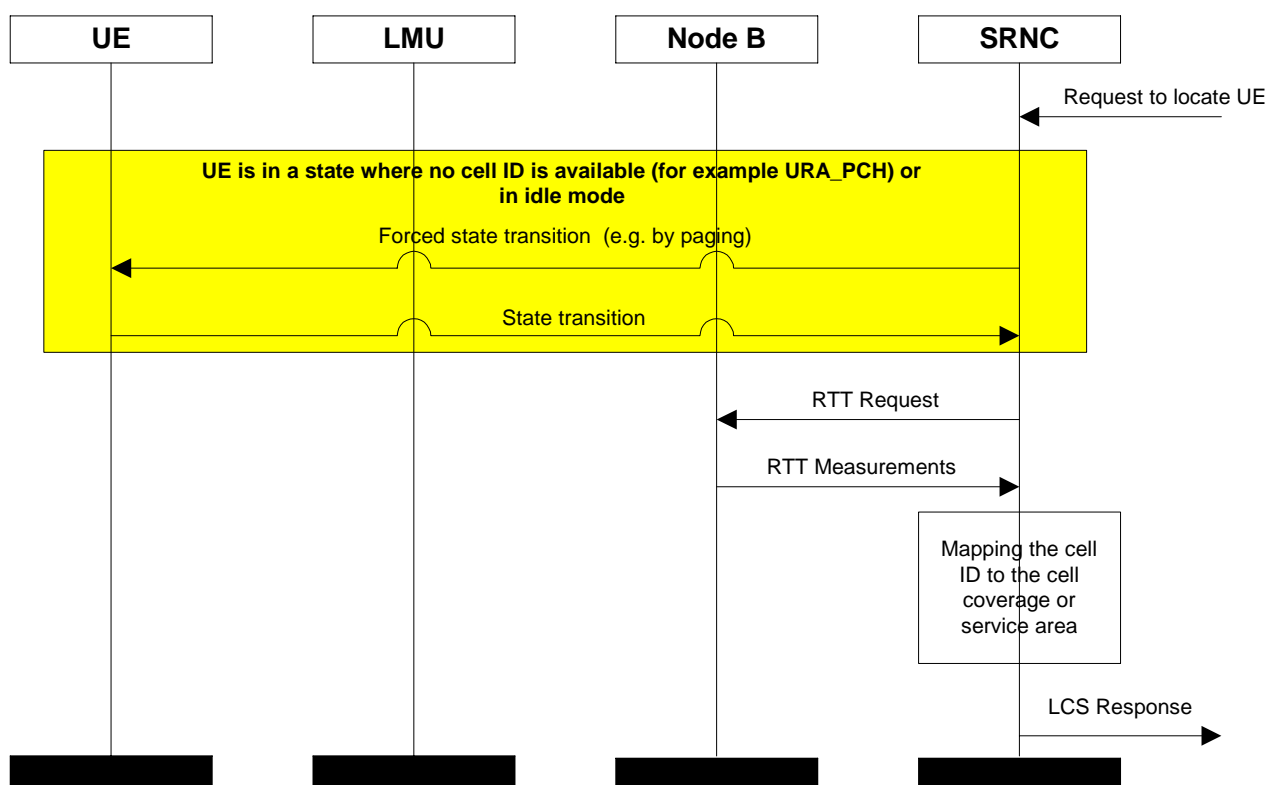 UE
LMU
Node B
SRNC
Request to locate UE
UE is in a state where no cell ID is available (for example URA_PCH) or
in idle mode
Forced state transition (e.g. by paging)
State transition
RTT Request
RTT Measurements
Mapping the cell
ID to the cell
coverage or
service area
LCS Response